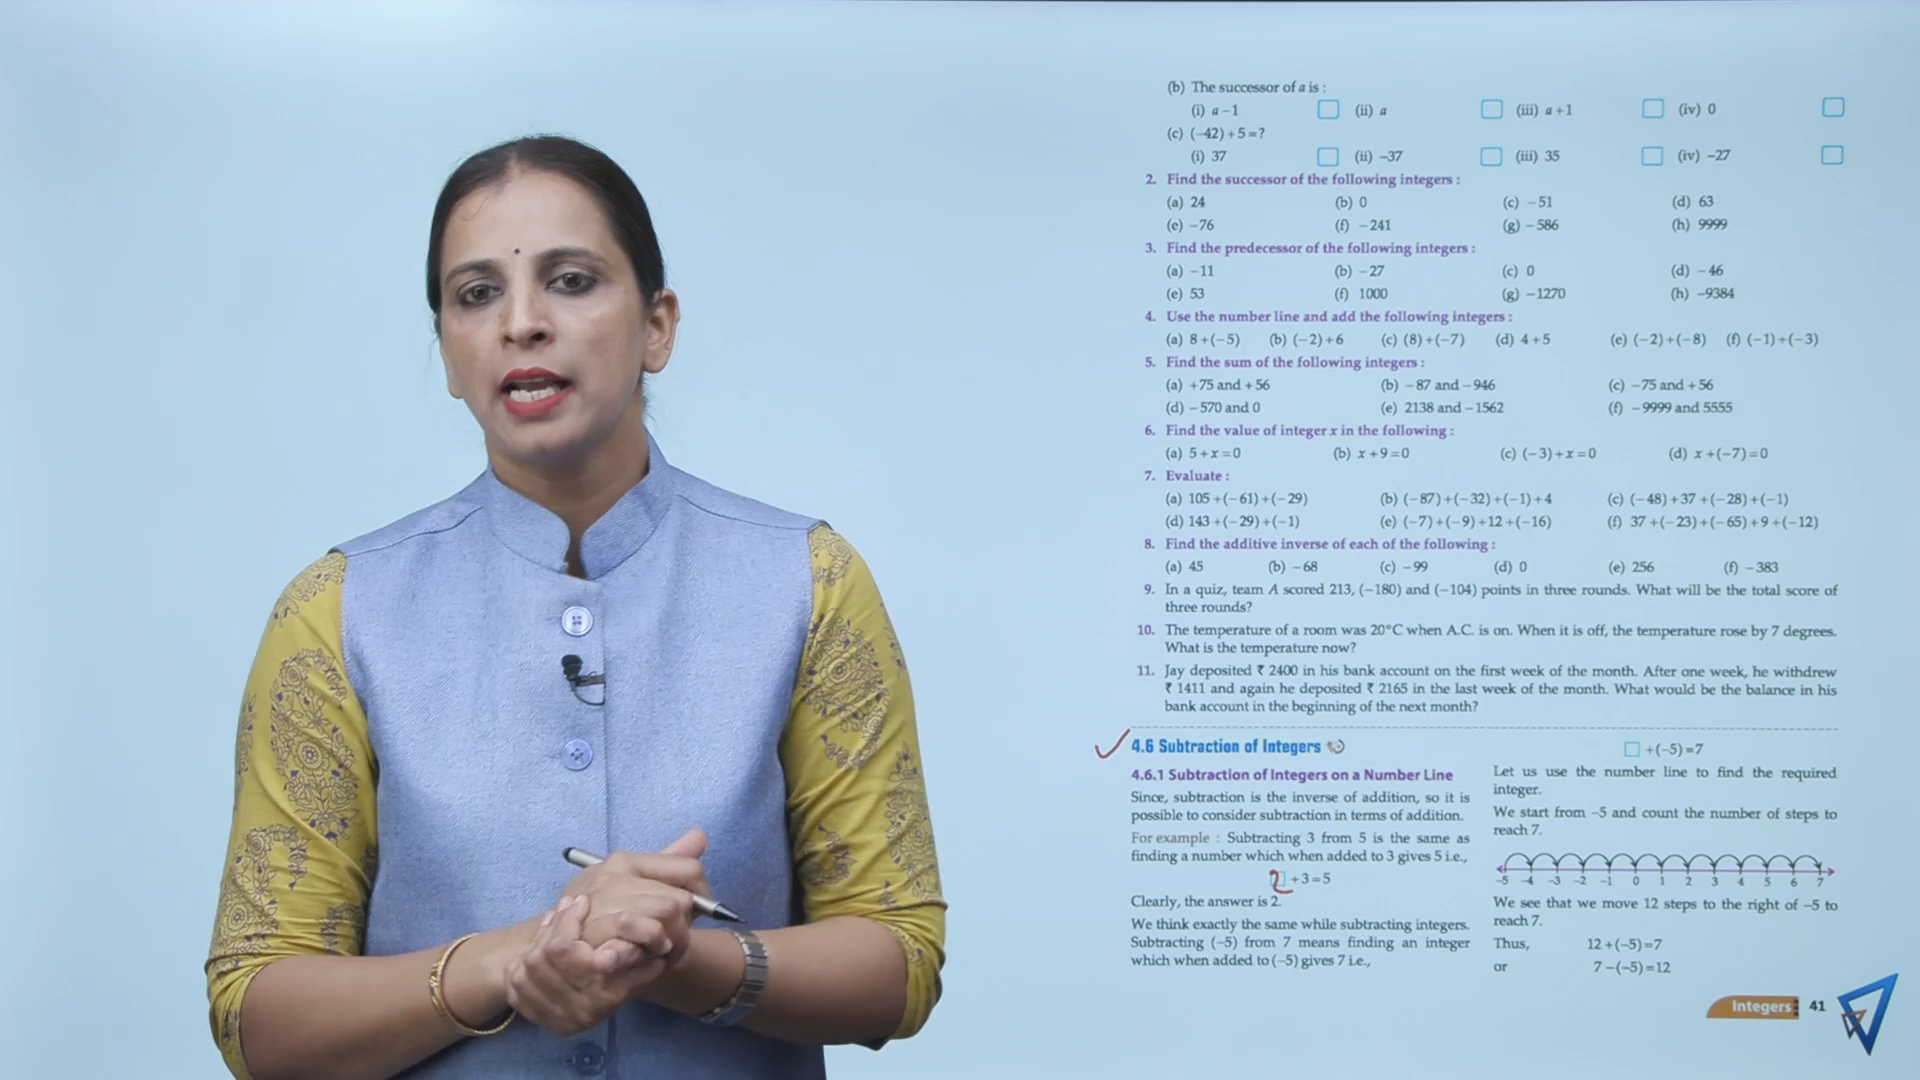 (b) The successor of a is :
(i) a – 1 (ii) a (iii) a + 1 (iv) 0
(c) (–42) + 5 = ?
(i) 37 (ii) –37 (iii) 35 (iv) –27
2. Find the successor of the following integers :
(a) 24 (b) 0 (c) – 51 (d) 63
(e) –76 (f) – 241 (g) – 586 (h) 9999
3. Find the predecessor of the following integers :
(a) – 11 (b) – 27 (c) 0 (d) – 46
(e) 53 (f) 1000 (g) –1270 (h) –9384
4. Use the number line and add the following integers :
(a) 8 + (– 5) (b) (– 2) + 6 (c) (8) + (–7) (d) 4 + 5 (e) (–2) + (– 8) (f) (–1) + (–3)
5. Find the sum of the following integers :
(a) +75 and + 56 (b) – 87 and – 946 (c) –75 and + 56
(d) – 570 and 0 (e) 2138 and – 1562 (f) – 9999 and 5555
6. Find the value of integer x in the following :
(a) 5 + x = 0 (b) x + 9 = 0 (c) (–3) + x = 0 (d) x + (–7) = 0
7. Evaluate :
(a) 105 + (– 61) + (– 29) (b) (– 87) + (– 32) + (– 1) + 4 (c) (– 48) + 37 + (– 28) + (–1)
(d) 143 + (– 29) + (–1) (e) (–7) + (– 9) + 12 + (–16) (f) 37 + (– 23) + (– 65) + 9 + (–12)
8. Find the additive inverse of each of the following :
(a) 45 (b) – 68 (c) – 99 (d) 0 (e) 256 (f) – 383
9. In a quiz, team A scored 213, (–180) and (–104) points in three rounds. What will be the total score of
three rounds?
10. The temperature of a room was 20°C when A.C. is on. When it is off, the temperature rose by 7 degrees.
What is the temperature now?
11. Jay deposited ₹ 2400 in his bank account on the first week of the month. After one week, he withdrew
₹ 1411 and again he deposited ₹ 2165 in the last week of the month. What would be the balance in his
bank account in the beginning of the next month?
4.6 Subtraction of Integers
4.6.1 Subtraction of Integers on a Number Line
Since, subtraction is the inverse of addition, so it is
possible to consider subtraction in terms of addition.
For example : Subtracting 3 from 5 is the same as
finding a number which when added to 3 gives 5 i.e.,
2 + 3 = 5
Clearly, the answer is 2.
We think exactly the same while subtracting integers.
Subtracting (–5) from 7 means finding an integer
which when added to (–5) gives 7 i.e.,
☐ + (–5) = 7
Let us use the number line to find the required
integer.
We start from –5 and count the number of steps to
reach 7.
–5 –4 –3 –2 –1 0 1 2 3 4 5 6 7
We see that we move 12 steps to the right of –5 to
reach 7.
Thus, 12 + (–5) = 7
or 7 – (–5) = 12
Integers 41